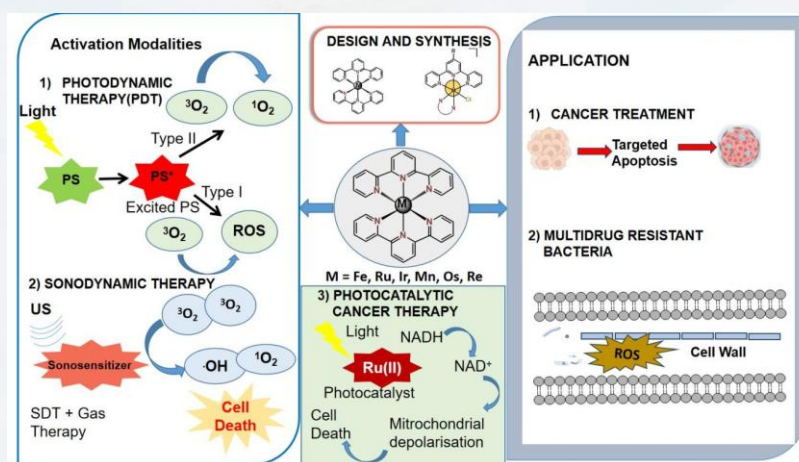 Activation Modalities
1) PHOTODYNAMIC
THERAPY(PDT)
³O₂
¹O₂
Light
Type II
PS
PS*
Type I
Excited PS
³O₂
ROS
2) SONODYNAMIC THERAPY
US
³O₂
³O₂
Sonosensitizer
·OH
¹O₂
SDT + Gas
Therapy
Cell
Death
DESIGN AND SYNTHESIS
N
N
N
M
N
N
N
M = Fe, Ru, Ir, Mn, Os, Re
3) PHOTOCATALYTIC
CANCER THERAPY
Light
NADH
Ru(II)
NAD⁺
Photocatalyst
Cell
Death
Mitrochondrial
depolarisation
APPLICATION
1) CANCER TREATMENT
Targeted
Apoptosis
2) MULTIDRUG RESISTANT
BACTERIA
ROS
Cell Wall